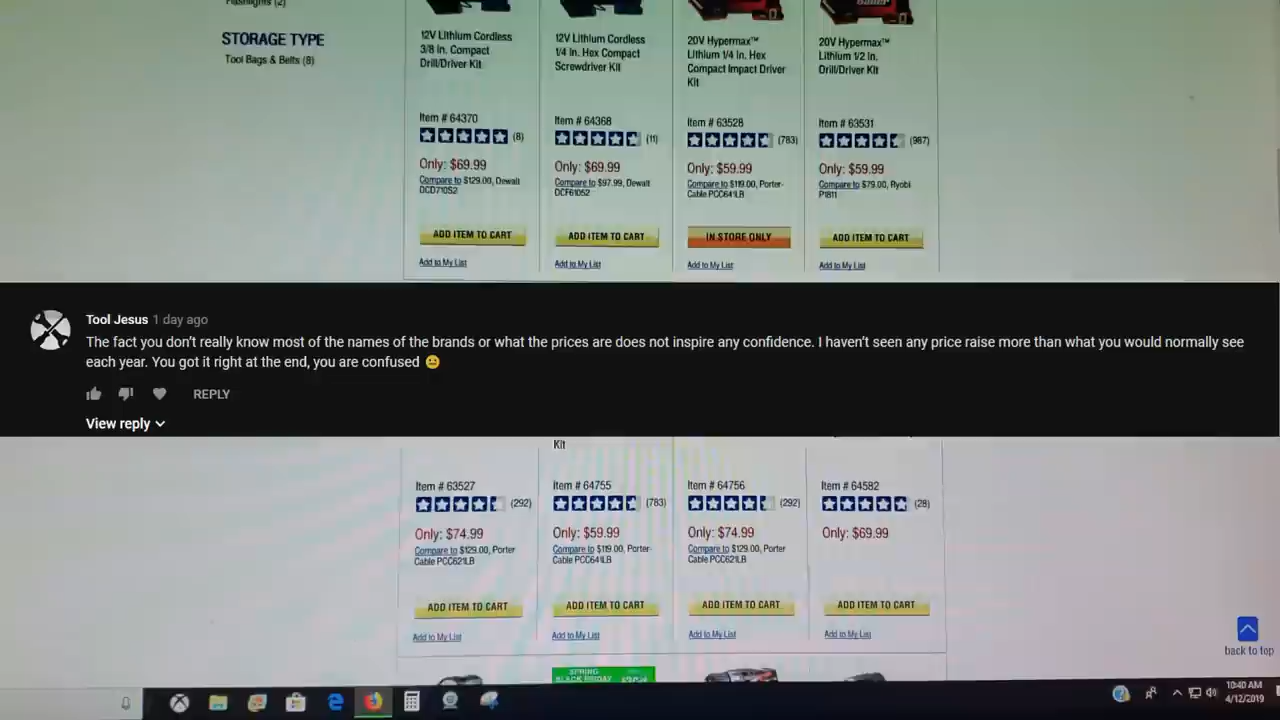 Flashlights (2)
STORAGE TYPE
Tool Bags & Belts (8)
12V Lithium Cordless
3/8 in. Compact
Drill/Driver Kit
Item # 64370
(8)
Only: $69.99
Compare to $129.00, Dewalt
DCD710S2
ADD ITEM TO CART
Add to My List
12V Lithium Cordless
1/4 in. Hex Compact
Screwdriver Kit
Item # 64368
(11)
Only: $69.99
Compare to $97.99, Dewalt
DCF610S2
ADD ITEM TO CART
Add to My List
20V Hypermax™
Lithium 1/4 in. Hex
Compact Impact Driver
Kit
Item # 63528
(783)
Only: $59.99
Compare to $119.00, Porter-
Cable PCC641LB
IN STORE ONLY
Add to My List
20V Hypermax™
Lithium 1/2 in.
Drill/Driver Kit
Item # 63531
(987)
Only: $59.99
Compare to $79.00, Ryobi
P1811
ADD ITEM TO CART
Add to My List
Tool Jesus 1 day ago
The fact you don't really know most of the names of the brands or what the prices are does not inspire any confidence. I haven't seen any price raise more than what you would normally see
each year. You got it right at the end, you are confused
REPLY
View reply
Item # 63527
(292)
Only: $74.99
Compare to $129.00, Porter
Cable PCC621LB
ADD ITEM TO CART
Add to My List
Kit
Item # 64755
(783)
Only: $59.99
Compare to $119.00, Porter-
Cable PCC641LB
ADD ITEM TO CART
Add to My List
Item # 64756
(292)
Only: $74.99
Compare to $129.00, Porter
Cable PCC621LB
ADD ITEM TO CART
Add to My List
Item # 64582
(28)
Only: $69.99
ADD ITEM TO CART
Add to My List
back to top
SPRING
BLACK FRIDAY
10:40 AM
4/12/2019